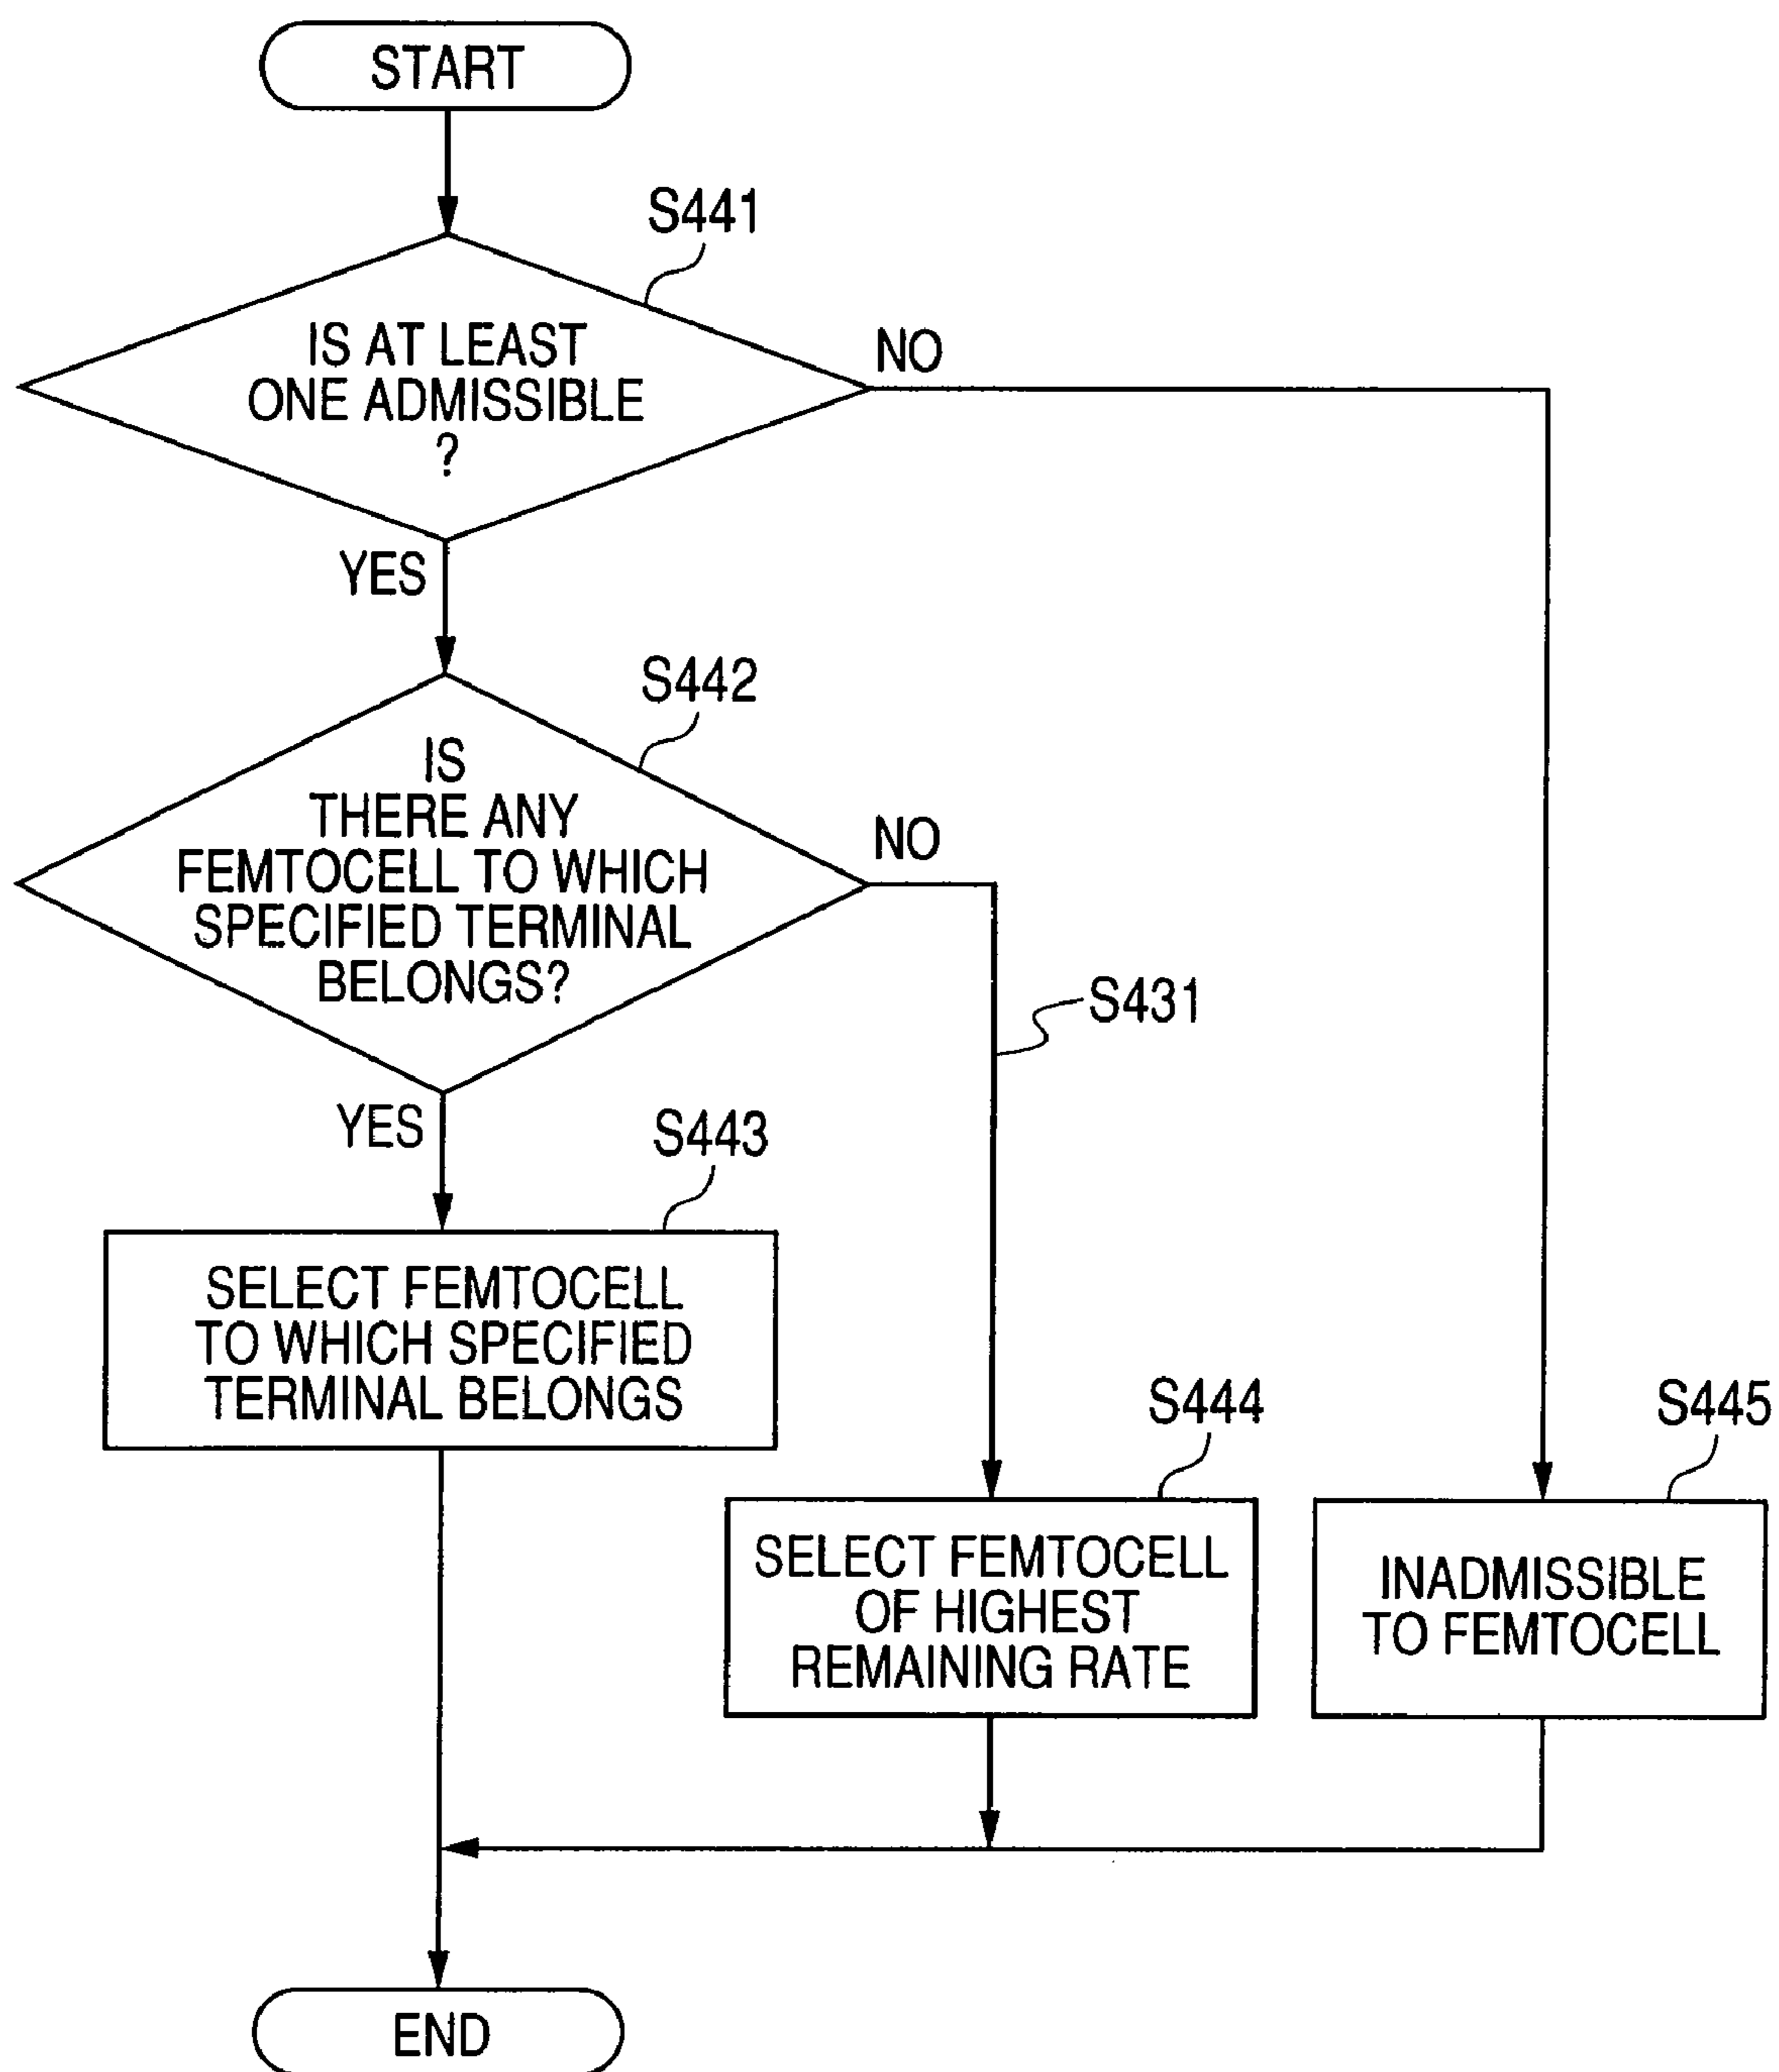 START
S441
IS AT LEAST
ONE ADMISSIBLE
?
NO
YES
S442
IS
THERE ANY
FEMTOCELL TO WHICH
SPECIFIED TERMINAL
BELONGS?
NO
S431
YES
S443
SELECT FEMTOCELL
TO WHICH SPECIFIED
TERMINAL BELONGS
S444
SELECT FEMTOCELL
OF HIGHEST
REMAINING RATE
S445
INADMISSIBLE
TO FEMTOCELL
END